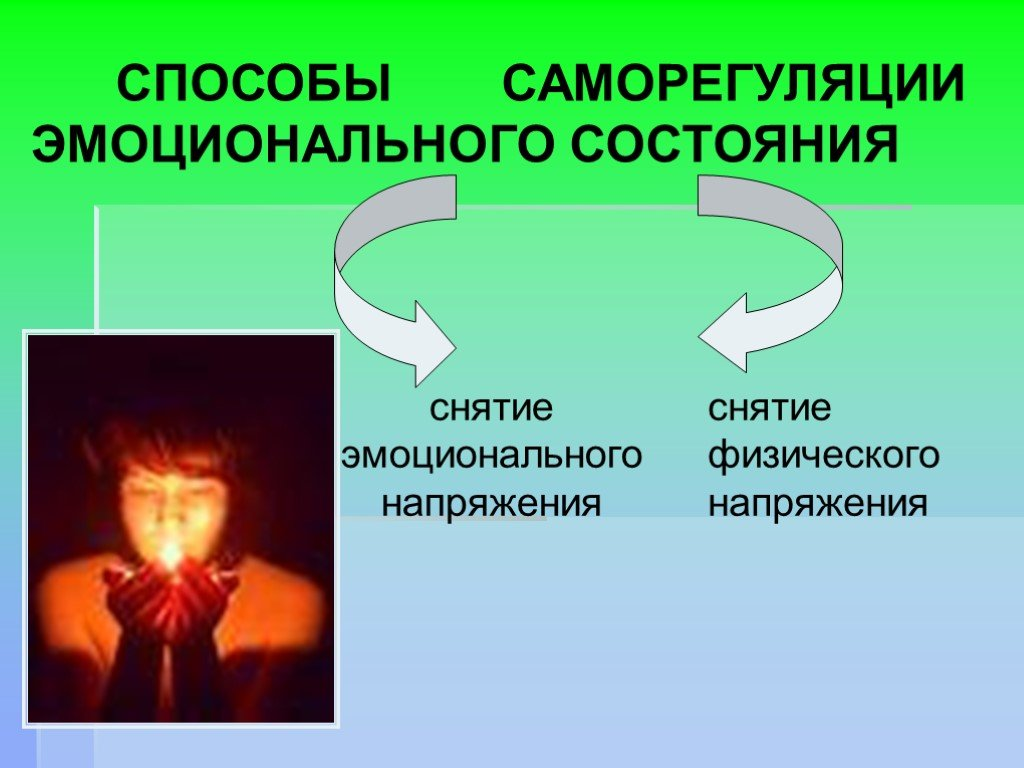 СПОСОБЫ САМОРЕГУЛЯЦИИ
ЭМОЦИОНАЛЬНОГО СОСТОЯНИЯ
снятие
эмоционального
напряжения
снятие
физического
напряжения